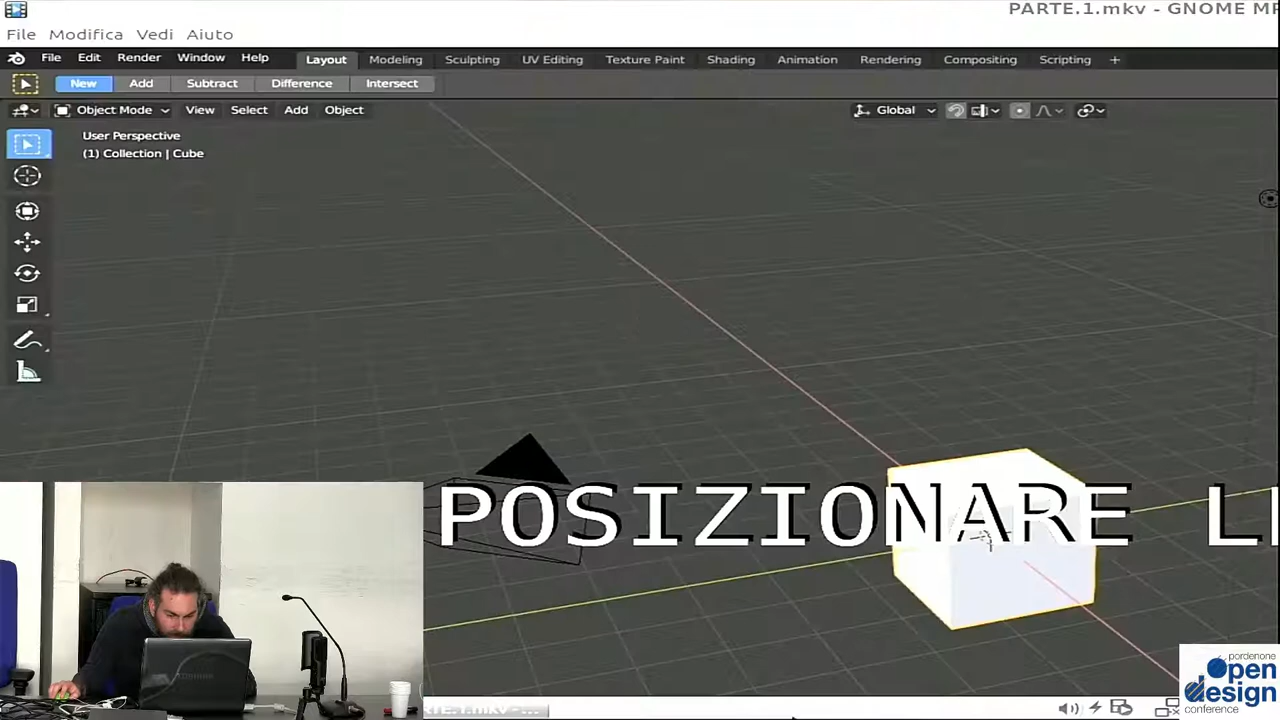 PARTE.1.mkv - GNOME
File Modifica Vedi Aiuto
File Edit Render Window Help Layout Modeling Sculpting UV Editing Texture Paint Shading Animation Rendering Compositing Scripting +
New Add Subtract Difference Intersect
Object Mode View Select Add Object Global
User Perspective
(1) Collection | Cube
POSIZIONARE
pordenone
open
design
conference